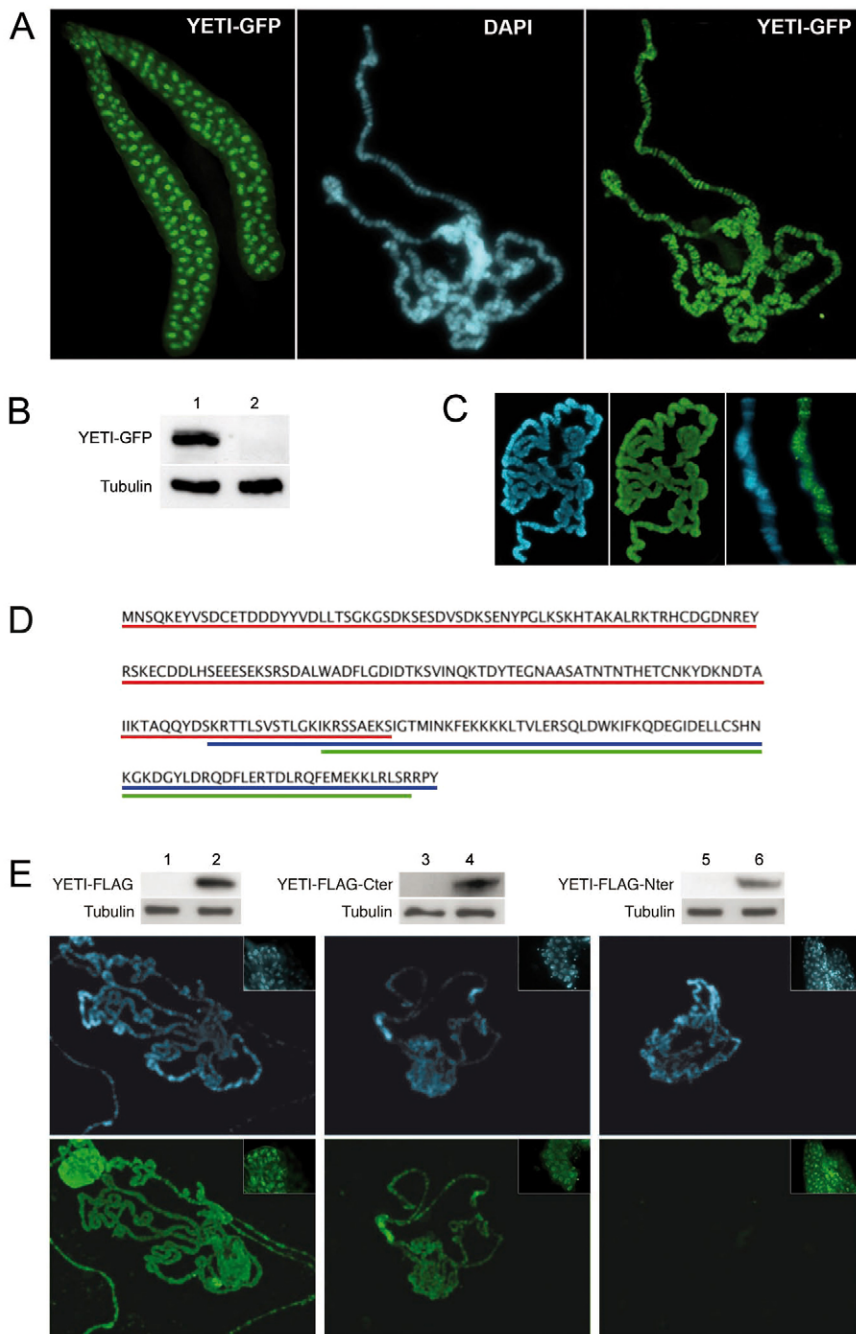 A
YETI-GFP
DAPI
YETI-GFP
B
1 2
YETI-GFP
Tubulin
C
D
MNSQKEYVSDCETDDDYYVDLLTSGKGSDKSESDVSDKSENYPGLKSKHTAKALRKTRHCDGDNREY
RSKECDDLHSEEESEKSRSDALWADFLGDIDTKSVINQKTDYTEGNAASATNTNTHETCNKYDKNDTA
IIKTAQQYDSKRTTLSVSTLGKIKRSSAEKSIGTMINKFEKKKKLTVLERSQLDWKIFKQDEGIDELLCSHN
KGKDGYLDRQDFLERTDLRQFEMEKKLRLSRRPY
E
1 2
YETI-FLAG
Tubulin
3 4
YETI-FLAG-Cter
Tubulin
5 6
YETI-FLAG-Nter
Tubulin